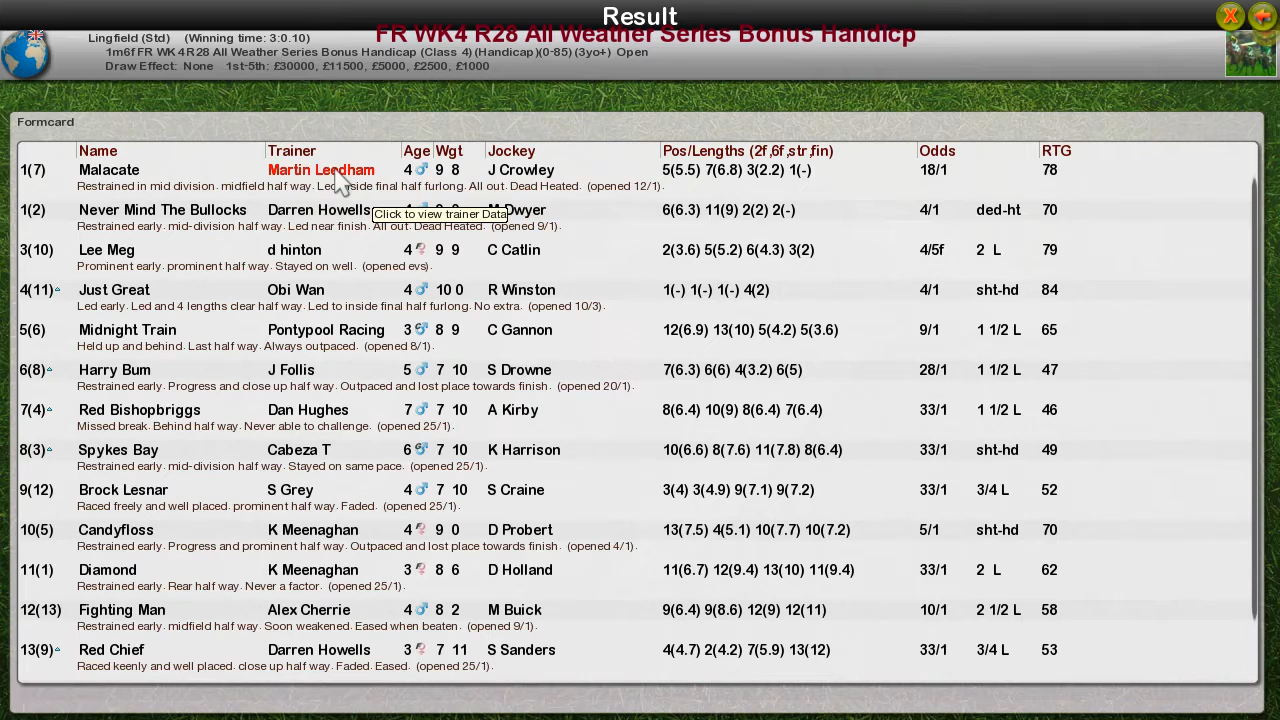 Result
FR WK4 R28 All Weather Series Bonus Handicp
Lingfield (Std) (Winning time: 3:0.10)
1m6f FR WK4 R28 All Weather Series Bonus Handicap (Class 4) (Handicap)(0-85) (3yo+) Open
Draw Effect: None 1st-5th: £30000, £11500, £5000, £2500, £1000
Formcard
Name Trainer Age Wgt Jockey Pos/Lengths (2f,6f,str,fin) Odds RTG
1(7) Malacate Martin Leedham 4 9 8 J Crowley 5(5.5) 7(6.8) 3(2.2) 1(-) 18/1 78
Restrained in mid division. midfield half way. Led inside final half furlong. All out. Dead Heated. (opened 12/1).
1(2) Never Mind The Bullocks Darren Howells Dwyer 6(6.3) 11(9) 2(2) 2(-) 4/1 ded-ht 70
Click to view trainer Data
Restrained early. mid-division half way. Led near finish. All out. Dead Heated. (opened 9/1).
3(10) Lee Meg d hinton 4 9 9 C Catlin 2(3.6) 5(5.2) 6(4.3) 3(2) 4/5f 2 L 79
Prominent early. prominent half way. Stayed on well. (opened evs).
4(11) Just Great Obi Wan 4 10 0 R Winston 1(-) 1(-) 1(-) 4(2) 4/1 sht-hd 84
Led early. Led and 4 lengths clear half way. Led to inside final half furlong. No extra. (opened 10/3).
5(6) Midnight Train Pontypool Racing 3 8 9 C Gannon 12(6.9) 13(10) 5(4.2) 5(3.6) 9/1 1 1/2 L 65
Held up and behind. Last half way. Always outpaced. (opened 8/1).
6(8) Harry Bum J Follis 5 7 10 S Drowne 7(6.3) 6(6) 4(3.2) 6(5) 28/1 1 1/2 L 47
Restrained early. Progress and close up half way. Outpaced and lost place towards finish. (opened 20/1).
7(4) Red Bishopbriggs Dan Hughes 7 7 10 A Kirby 8(6.4) 10(9) 8(6.4) 7(6.4) 33/1 1 1/2 L 46
Missed break. Behind half way. Never able to challenge. (opened 25/1).
8(3) Spykes Bay Cabeza T 6 7 10 K Harrison 10(6.6) 8(7.6) 11(7.8) 8(6.4) 33/1 sht-hd 49
Restrained early. mid-division half way. Stayed on same pace. (opened 25/1).
9(12) Brock Lesnar S Grey 4 7 10 S Craine 3(4) 3(4.9) 9(7.1) 9(7.2) 33/1 3/4 L 52
Raced freely and well placed. prominent half way. Faded. (opened 25/1).
10(5) Candyfloss K Meenaghan 4 9 0 D Probert 13(7.5) 4(5.1) 10(7.7) 10(7.2) 5/1 sht-hd 70
Restrained early. Progress and prominent half way. Outpaced and lost place towards finish. (opened 4/1).
11(1) Diamond K Meenaghan 3 8 6 D Holland 11(6.7) 12(9.4) 13(10) 11(9.4) 33/1 2 L 62
Restrained early. Rear half way. Never a factor. (opened 25/1).
12(13) Fighting Man Alex Cherrie 4 8 2 M Buick 9(6.4) 9(8.6) 12(9) 12(11) 10/1 2 1/2 L 58
Restrained early. midfield half way. Soon weakened. Eased when beaten. (opened 9/1).
13(9) Red Chief Darren Howells 3 7 11 S Sanders 4(4.7) 2(4.2) 7(5.9) 13(12) 33/1 3/4 L 53
Raced keenly and well placed. close up half way. Faded. Eased. (opened 25/1).